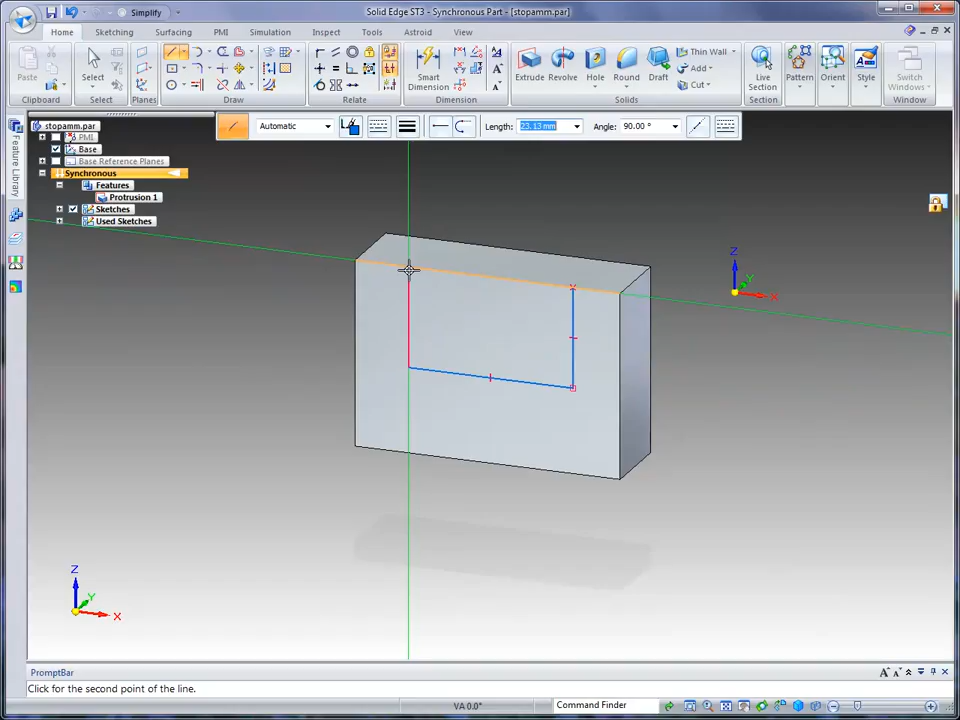 Simplify
Solid Edge ST3 - Synchronous Part - [stopamm.par]
Home Sketching Surfacing PMI Simulation Inspect Tools Astroid View
Paste Select Smart Dimension Extrude Revolve Hole Round Draft Thin Wall Add Cut Live Section Pattern Orient Style Switch Windows
Clipboard Select Planes Draw Relate Dimension Solids Section Window
Automatic Length: 23.13 mm Angle: 90.00 °
stopamm.par
PMI
Base
Base Reference Planes
Synchronous
Features
Protrusion 1
Sketches
Used Sketches
Feature Library
Z
Y
X
Z
Y
X
PromptBar
Click for the second point of the line.
VA 0.0° Command Finder